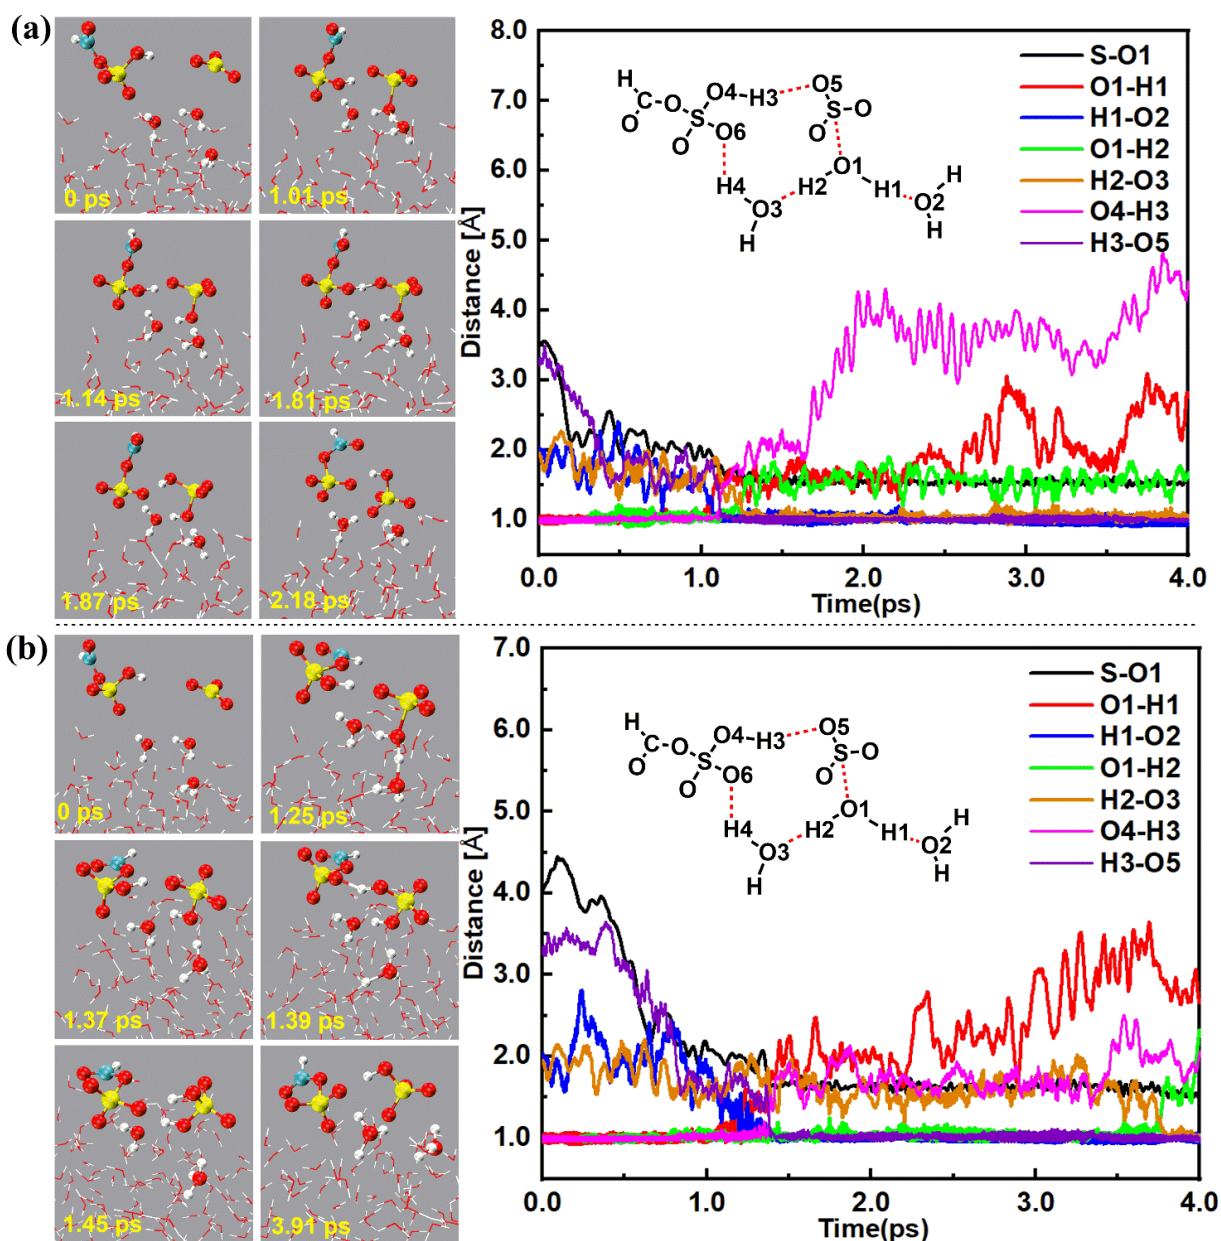 (a)
0 ps
1.01 ps
1.14 ps
1.81 ps
1.87 ps
2.18 ps
Distance [Å]
8.0
7.0
6.0
5.0
4.0
3.0
2.0
1.0
0.0 1.0 2.0 3.0 4.0
Time(ps)
S-O1
O1-H1
H1-O2
O1-H2
H2-O3
O4-H3
H3-O5
H O4 H3 O5
C O S O
O O O6 O O1
H4 H2 H1 H
O3 O2
H H
(b)
0 ps
1.25 ps
1.37 ps
1.39 ps
1.45 ps
3.91 ps
Distance [Å]
7.0
6.0
5.0
4.0
3.0
2.0
1.0
0.0 1.0 2.0 3.0 4.0
Time(ps)
S-O1
O1-H1
H1-O2
O1-H2
H2-O3
O4-H3
H3-O5
H O4 H3 O5
C O S S O
O O O6 O O1
H4 H2 H1 H
O3 O2
H H